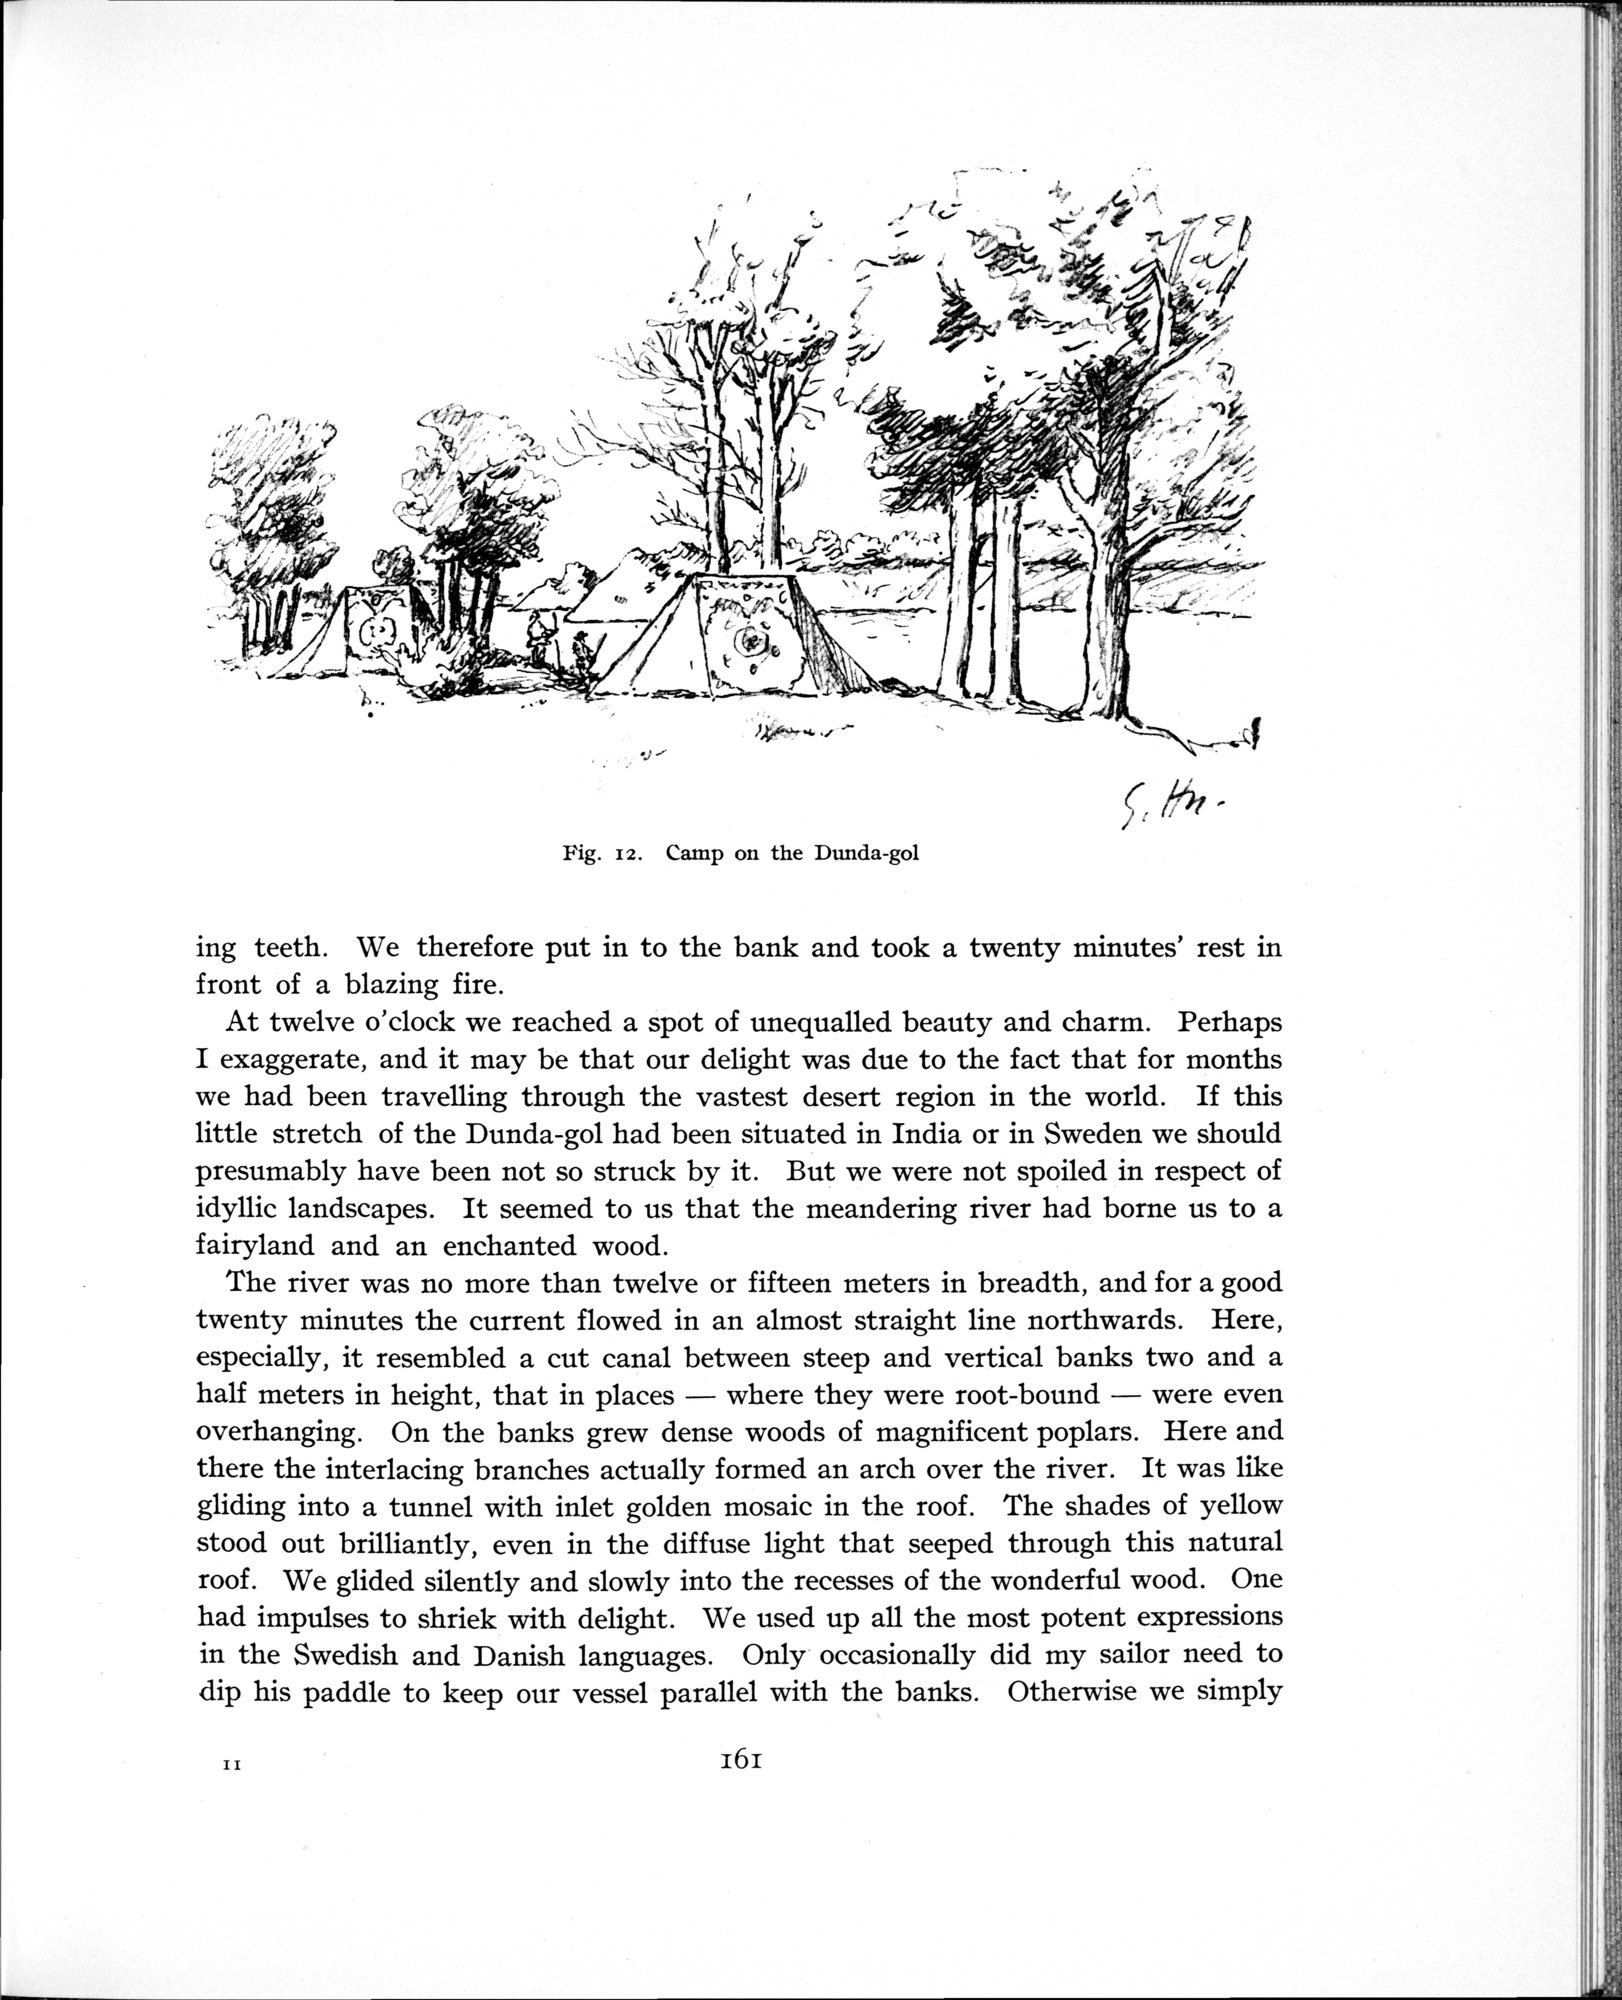 S. Hn.
Fig. 12. Camp on the Dunda-gol
ing teeth. We therefore put in to the bank and took a twenty minutes’ rest in
front of a blazing fire.
At twelve o’clock we reached a spot of unequalled beauty and charm. Perhaps
I exaggerate, and it may be that our delight was due to the fact that for months
we had been travelling through the vastest desert region in the world. If this
little stretch of the Dunda-gol had been situated in India or in Sweden we should
presumably have been not so struck by it. But we were not spoiled in respect of
idyllic landscapes. It seemed to us that the meandering river had borne us to a
fairyland and an enchanted wood.
The river was no more than twelve or fifteen meters in breadth, and for a good
twenty minutes the current flowed in an almost straight line northwards. Here,
especially, it resembled a cut canal between steep and vertical banks two and a
half meters in height, that in places — where they were root-bound — were even
overhanging. On the banks grew dense woods of magnificent poplars. Here and
there the interlacing branches actually formed an arch over the river. It was like
gliding into a tunnel with inlet golden mosaic in the roof. The shades of yellow
stood out brilliantly, even in the diffuse light that seeped through this natural
roof. We glided silently and slowly into the recesses of the wonderful wood. One
had impulses to shriek with delight. We used up all the most potent expressions
in the Swedish and Danish languages. Only occasionally did my sailor need to
dip his paddle to keep our vessel parallel with the banks. Otherwise we simply
11
161